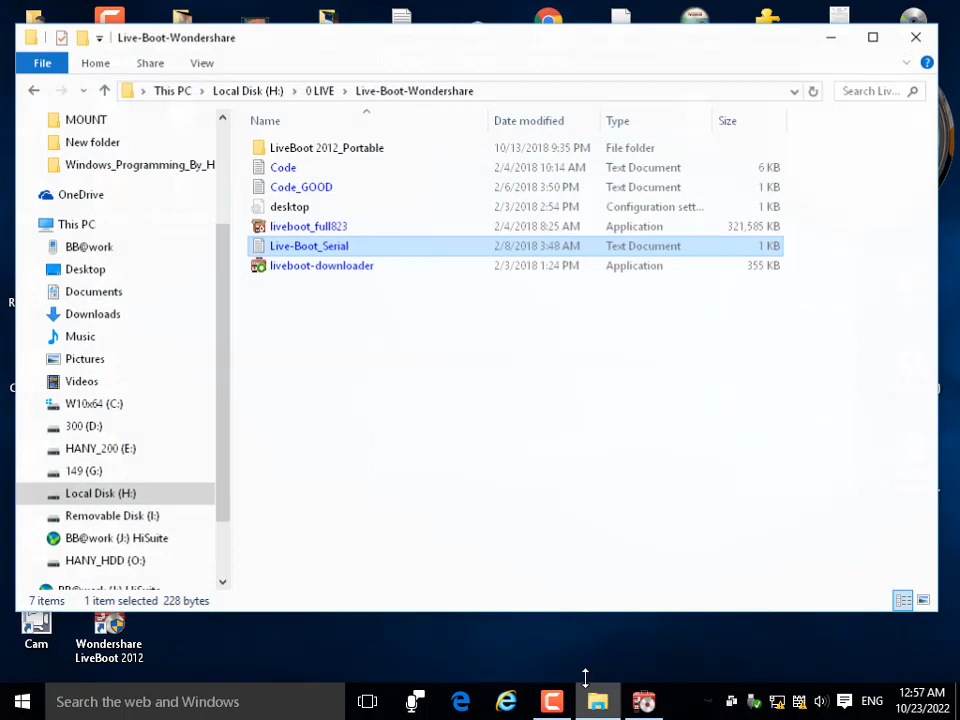 Live-Boot-Wondershare
File Home Share View
This PC Local Disk (H:) 0 LIVE Live-Boot-Wondershare
Search Liv...
Name Date modified Type Size
LiveBoot 2012_Portable 10/13/2018 9:35 PM File folder
Code 2/4/2018 10:14 AM Text Document 6 KB
Code_GOOD 2/6/2018 3:50 PM Text Document 1 KB
desktop 2/3/2018 2:54 PM Configuration sett... 1 KB
liveboot_full823 2/4/2018 8:25 AM Application 321,585 KB
Live-Boot_Serial 2/8/2018 3:48 AM Text Document 1 KB
liveboot-downloader 2/3/2018 1:24 PM Application 355 KB
MOUNT
New folder
Windows_Programming_By_H
OneDrive
This PC
BB@work
Desktop
Documents
Downloads
Music
Pictures
Videos
W10x64 (C:)
300 (D:)
HANY_200 (E:)
149 (G:)
Local Disk (H:)
Removable Disk (I:)
BB@work (J:) HiSuite
HANY_HDD (O:)
7 items 1 item selected 228 bytes
Cam
Wondershare
LiveBoot 2012
Search the web and Windows
ENG
12:57 AM
10/23/2022